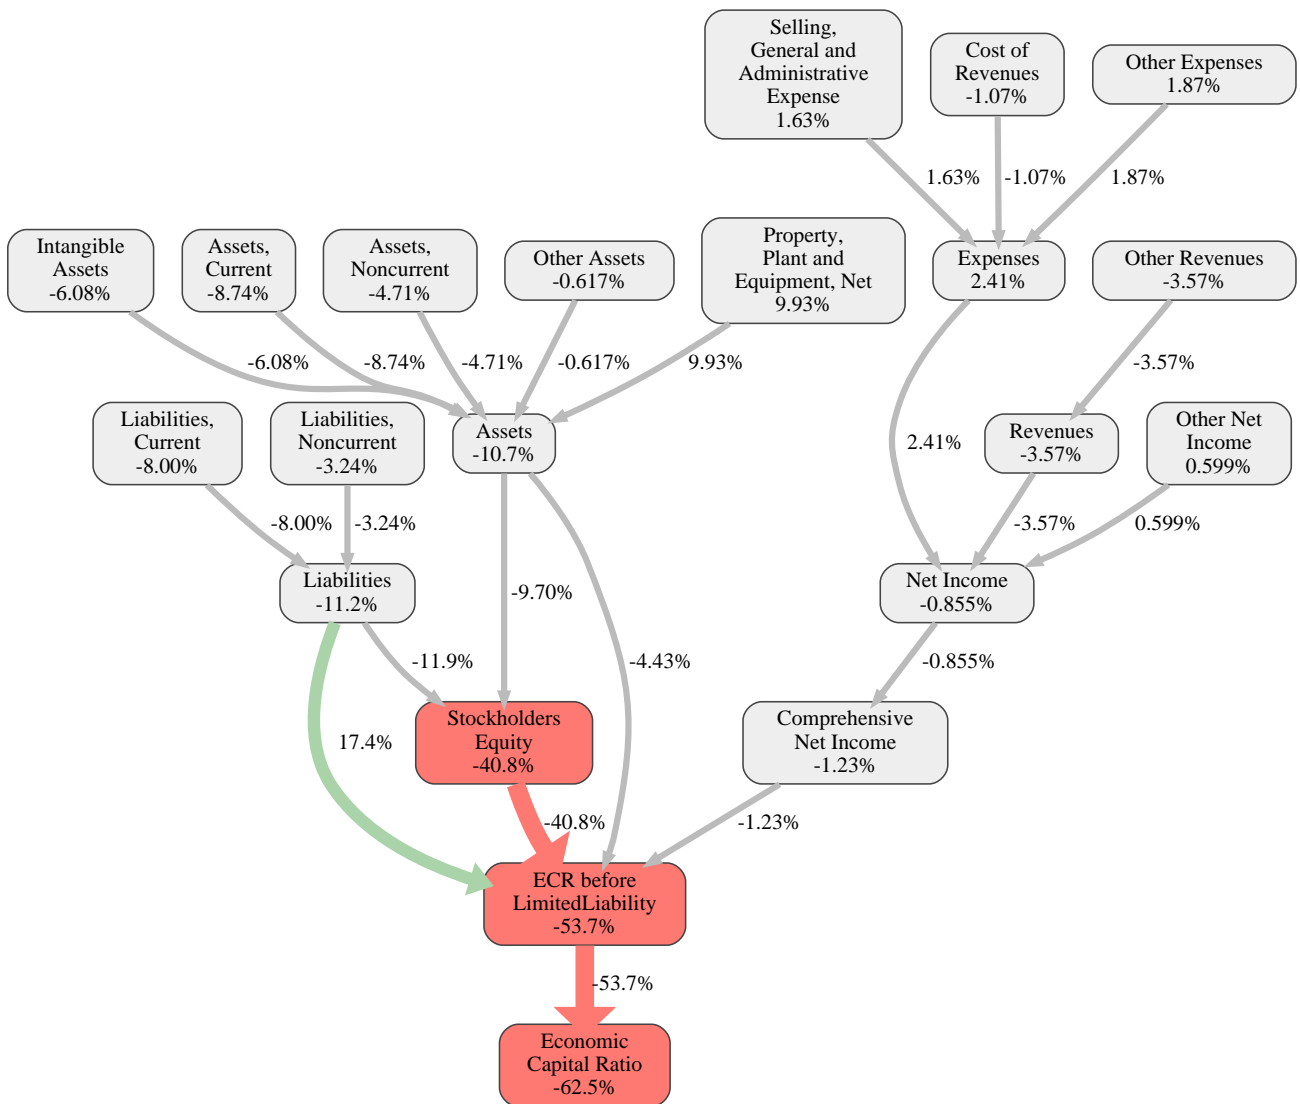 Selling,
General and
Administrative
Expense
1.63%
Cost of
Revenues
-1.07%
Other Expenses
1.87%
1.63%
-1.07%
1.87%
Intangible
Assets
-6.08%
Assets,
Current
-8.74%
Assets,
Noncurrent
-4.71%
Other Assets
-0.617%
Property,
Plant and
Equipment, Net
9.93%
Expenses
2.41%
Other Revenues
-3.57%
-6.08%
-8.74%
-4.71%
-0.617%
9.93%
-3.57%
Liabilities,
Current
-8.00%
Liabilities,
Noncurrent
-3.24%
Assets
-10.7%
2.41%
Revenues
-3.57%
Other Net
Income
0.599%
-8.00%
-3.24%
-3.57%
0.599%
Liabilities
-11.2%
-9.70%
Net Income
-0.855%
-11.9%
-4.43%
-0.855%
17.4%
Stockholders
Equity
-40.8%
Comprehensive
Net Income
-1.23%
-40.8%
-1.23%
ECR before
LimitedLiability
-53.7%
-53.7%
Economic
Capital Ratio
-62.5%